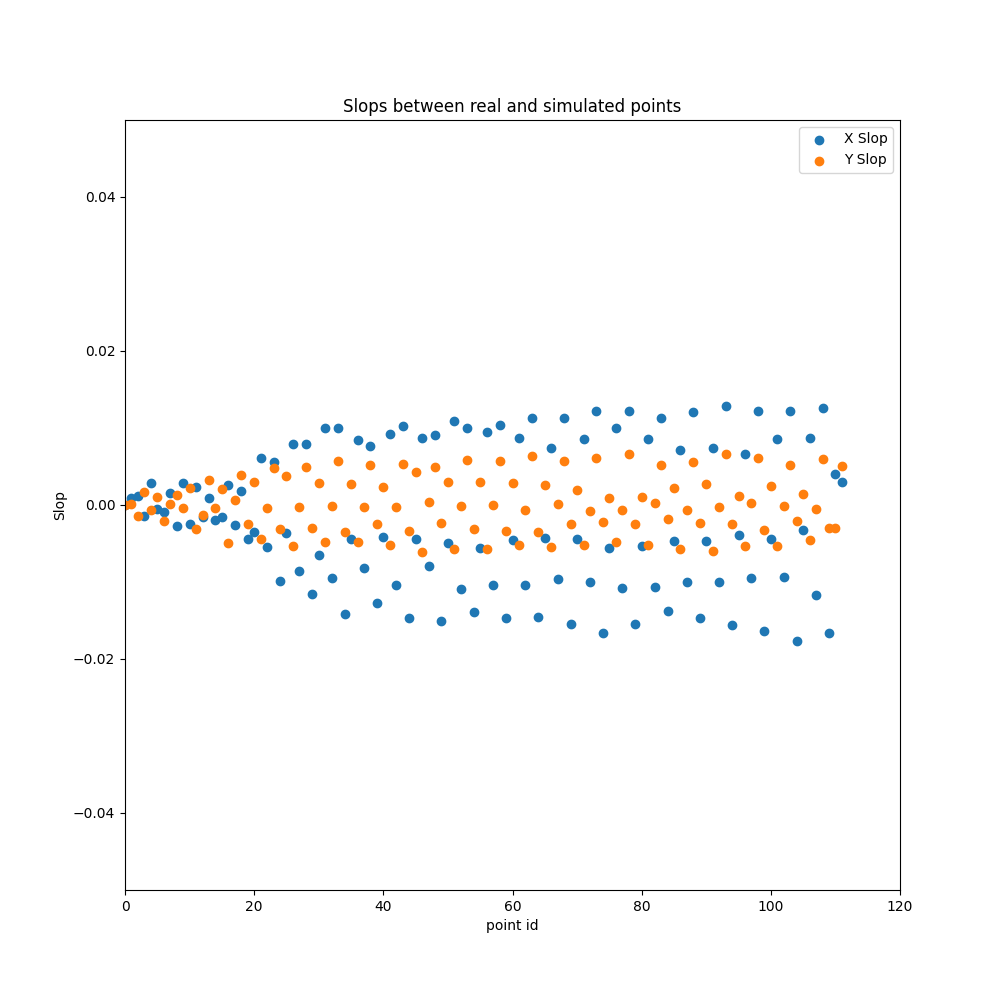 Slops between real and simulated points
X Slop
Y Slop
0.04
0.02
0.00
−0.02
−0.04
Slop
0 20 40 60 80 100 120
point id